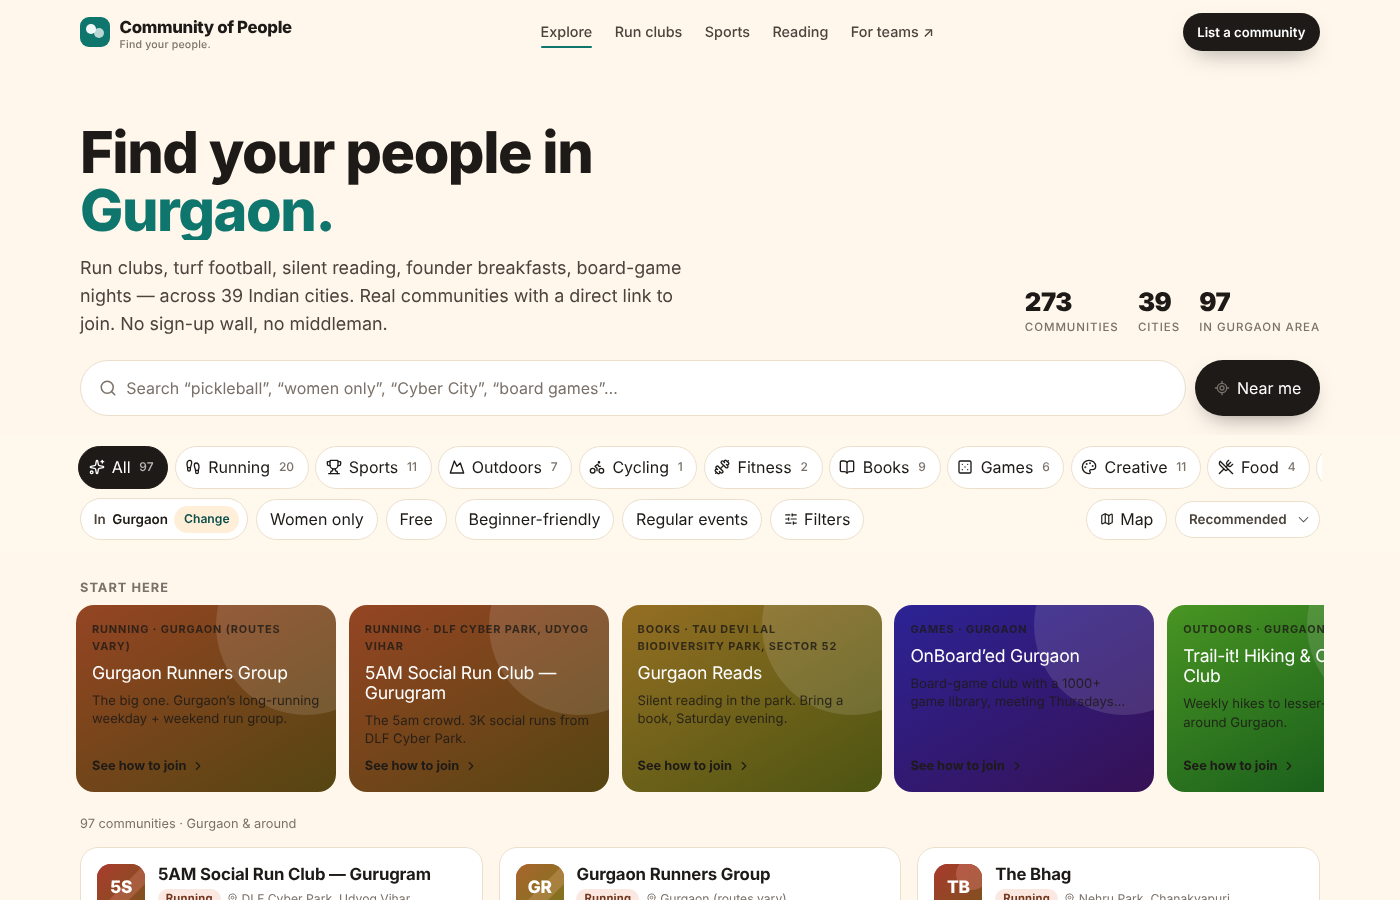 Community of People
Find your people.
Explore
Run clubs
Sports
Reading
For teams ↗
List a community
Find your people in
Gurgaon.
Run clubs, turf football, silent reading, founder breakfasts, board-game
nights — across 39 Indian cities. Real communities with a direct link to
join. No sign-up wall, no middleman.
273
COMMUNITIES
39
CITIES
97
IN GURGAON AREA
Search “pickleball”, “women only”, “Cyber City”, “board games”…
Near me
All 97
Running 20
Sports 11
Outdoors 7
Cycling 1
Fitness 2
Books 9
Games 6
Creative 11
Food 4
In Gurgaon Change
Women only
Free
Beginner-friendly
Regular events
Filters
Map
Recommended
START HERE
RUNNING · GURGAON (ROUTES
VARY)
Gurgaon Runners Group
The big one. Gurgaon’s long-running
weekday + weekend run group.
See how to join
RUNNING · DLF CYBER PARK, UDYOG
VIHAR
5AM Social Run Club —
Gurugram
The 5am crowd. 3K social runs from
DLF Cyber Park.
See how to join
BOOKS · TAU DEVI LAL
BIODIVERSITY PARK, SECTOR 52
Gurgaon Reads
Silent reading in the park. Bring a
book, Saturday evening.
See how to join
GAMES · GURGAON
OnBoard’ed Gurgaon
Board-game club with a 1000+
game library, meeting Thursdays…
See how to join
OUTDOORS · GURGAON
Trail-it! Hiking &
Club
Weekly hikes to lesser-
around Gurgaon.
See how to join
97 communities · Gurgaon & around
5S
5AM Social Run Club — Gurugram
Running
DLF Cyber Park, Udyog Vihar
GR
Gurgaon Runners Group
Running
Gurgaon (routes vary)
TB
The Bhag
Running
Nehru Park, Chanakyapuri